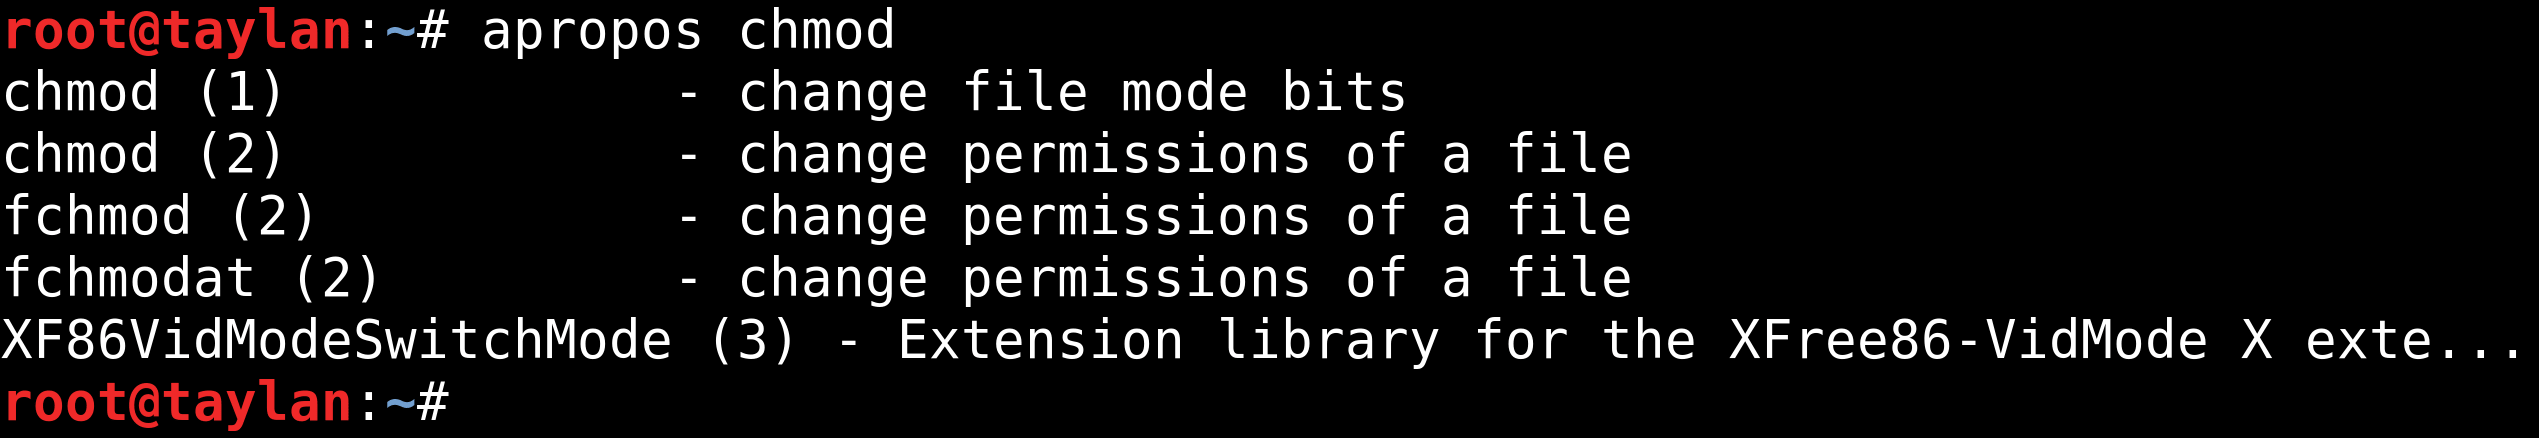 root@taylan:~# apropos chmod
chmod (1)            - change file mode bits
chmod (2)            - change permissions of a file
fchmod (2)           - change permissions of a file
fchmodat (2)         - change permissions of a file
XF86VidModeSwitchMode (3) - Extension library for the XFree86-VidMode X exte...
root@taylan:~#